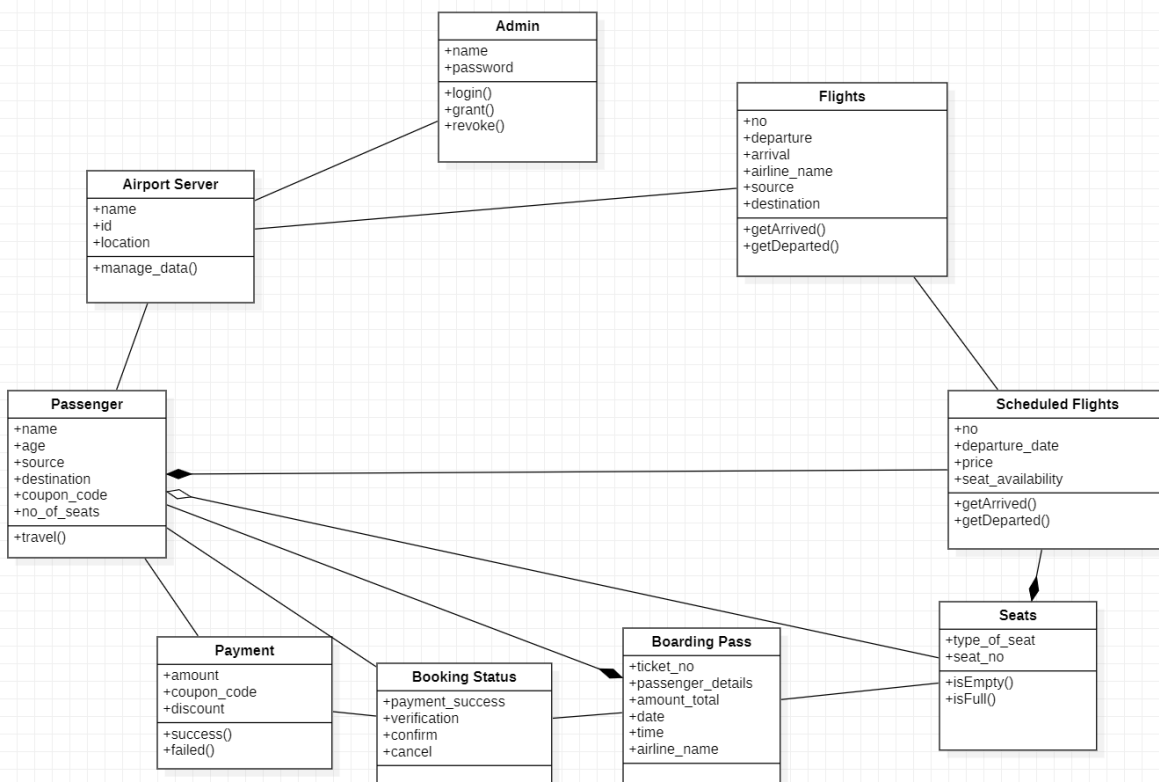 Admin
+name
+password
+login()
+grant()
+revoke()
Flights
+no
+departure
+arrival
+airline_name
+source
+destination
+getArrived()
+getDeparted()
Airport Server
+name
+id
+location
+manage_data()
Passenger
+name
+age
+source
+destination
+coupon_code
+no_of_seats
+travel()
Scheduled Flights
+no
+departure_date
+price
+seat_availability
+getArrived()
+getDeparted()
Seats
+type_of_seat
+seat_no
+isEmpty()
+isFull()
Payment
+amount
+coupon_code
+discount
+success()
+failed()
Booking Status
+payment_success
+verification
+confirm
+cancel
Boarding Pass
+ticket_no
+passenger_details
+amount_total
+date
+time
+airline_name